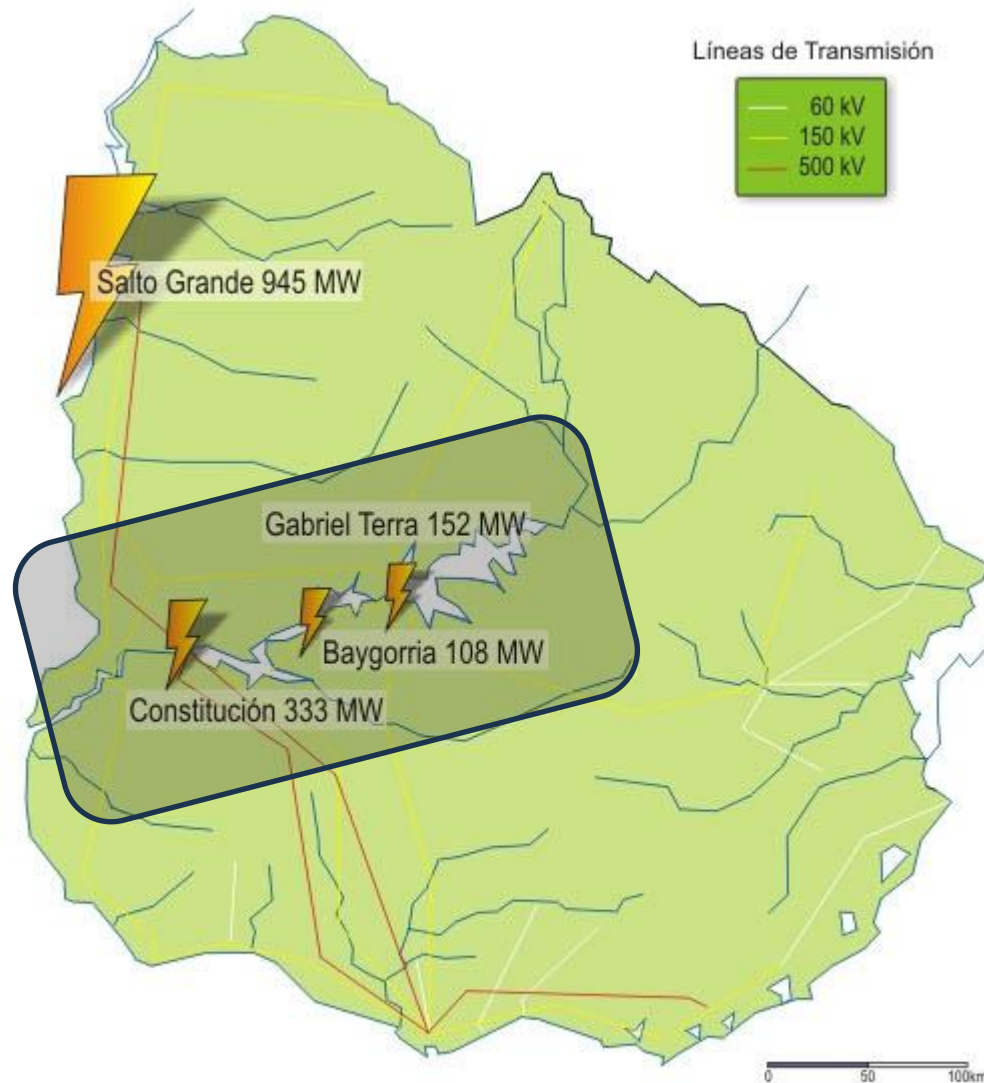 Líneas de Transmisión
60 kV
150 kV
500 kV
Salto Grande 945 MW
Gabriel Terra 152 MW
Baygorria 108 MW
Constitución 333 MW
0 50 100km